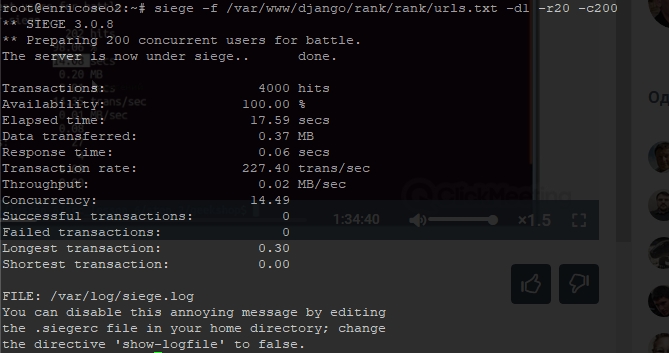 root@enricoseo2:~# siege -f /var/www/django/rank/rank/urls.txt -dl -r20 -c200
** SIEGE 3.0.8
** Preparing 200 concurrent users for battle.
The server is now under siege..      done.
Transactions:                   4000 hits
Availability:                 100.00 %
Elapsed time:                  17.59 secs
Data transferred:               0.37 MB
Response time:                  0.06 secs
Transaction rate:             227.40 trans/sec
Throughput:                     0.02 MB/sec
Concurrency:                   14.49
Successful transactions:           0
Failed transactions:               0
Longest transaction:            0.30
Shortest transaction:           0.00
FILE: /var/log/siege.log
You can disable this annoying message by editing
the .siegerc file in your home directory; change
the directive 'show-logfile' to false.
ClickMeeting
1:34:40
×1.5